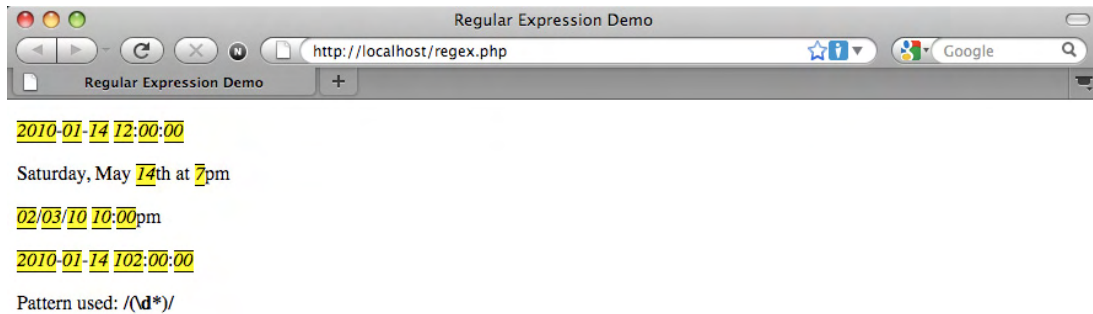 Regular Expression Demo
http://localhost/regex.php
Google
Regular Expression Demo
2010-01-14 12:00:00
Saturday, May 14th at 7pm
02/03/10 10:00pm
2010-01-14 102:00:00
Pattern used: /(\d*)/